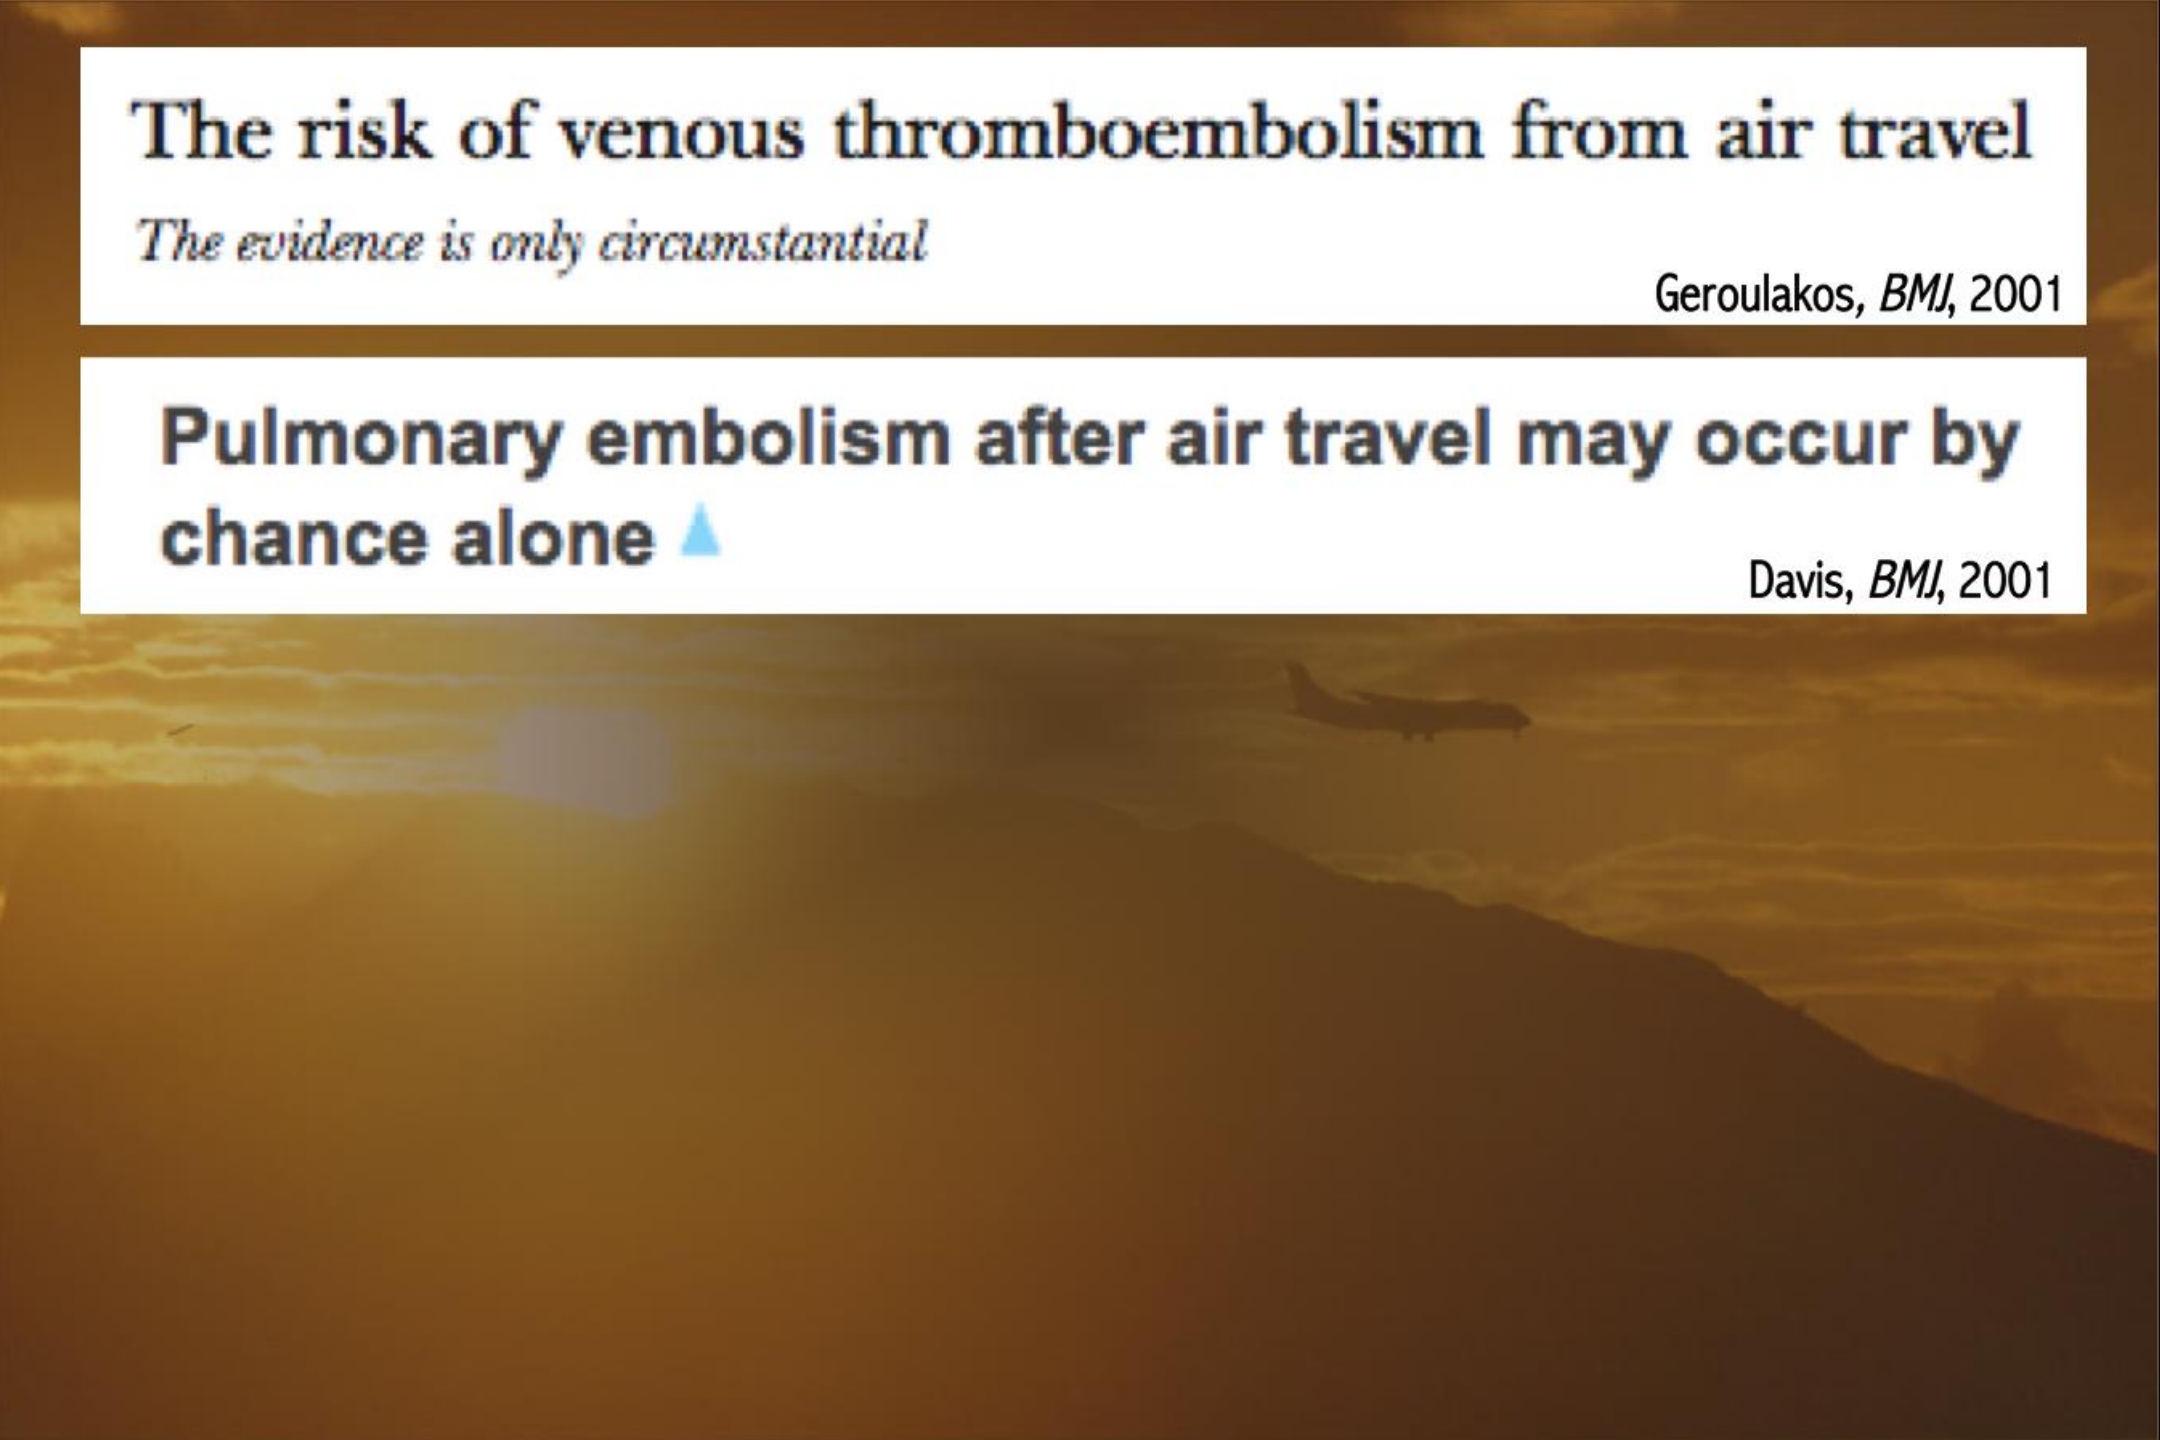 The risk of venous thromboembolism from air travel
The evidence is only circumstantial
Geroulakos, BMJ, 2001
Pulmonary embolism after air travel may occur by
chance alone
Davis, BMJ, 2001